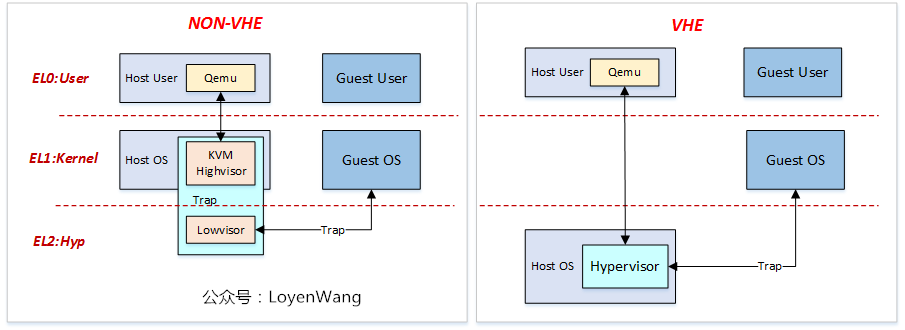 NON-VHE
EL0:User
Host User
Qemu
Guest User
EL1:Kernel
Host OS
KVM
Highvisor
Guest OS
Trap
EL2:Hyp
Lowvisor
Trap
公众号：LoyenWang
VHE
Host User
Qemu
Guest User
Guest OS
Host OS
Hypervisor
Trap